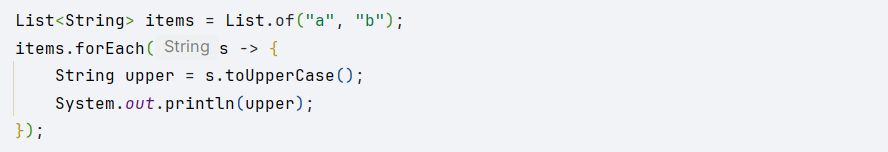 List<String> items = List.of("a", "b");
items.forEach( String s -> {
    String upper = s.toUpperCase();
    System.out.println(upper);
});